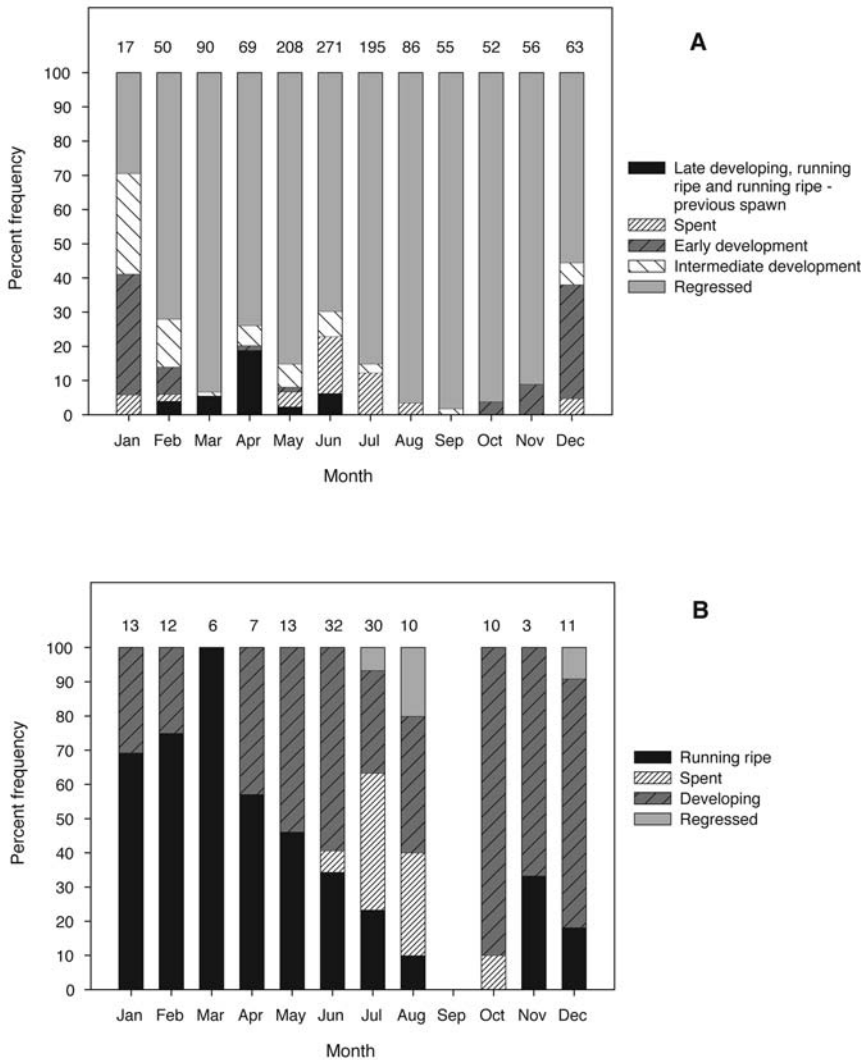 17 50 90 69 208 271 195 86 55 52 56 63
A
100
90
80
70
60
50
40
30
20
10
0
Percent frequency
Jan Feb Mar Apr May Jun Jul Aug Sep Oct Nov Dec
Month
Late developing, running
ripe and running ripe -
previous spawn
Spent
Early development
Intermediate development
Regressed
13 12 6 7 13 32 30 10 10 3 11
B
100
90
80
70
60
50
40
30
20
10
0
Percent frequency
Jan Feb Mar Apr May Jun Jul Aug Sep Oct Nov Dec
Month
Running ripe
Spent
Developing
Regressed